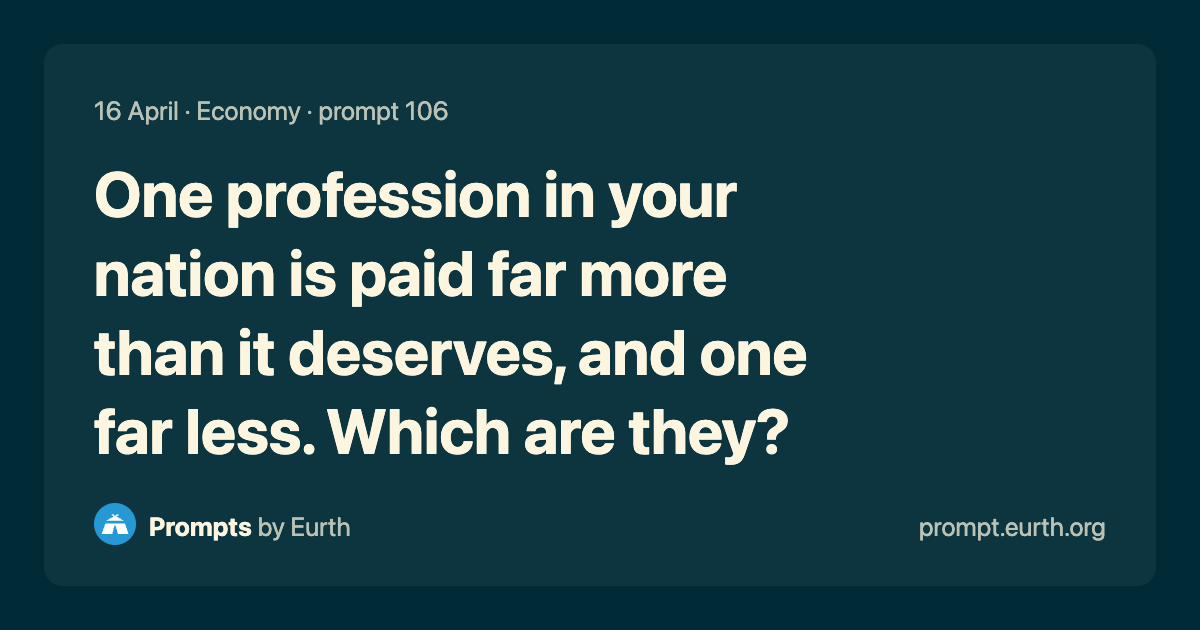 16 April · Economy · prompt 106
One profession in your
nation is paid far more
than it deserves, and one
far less. Which are they?
Prompts by Eurth
prompt.eurth.org